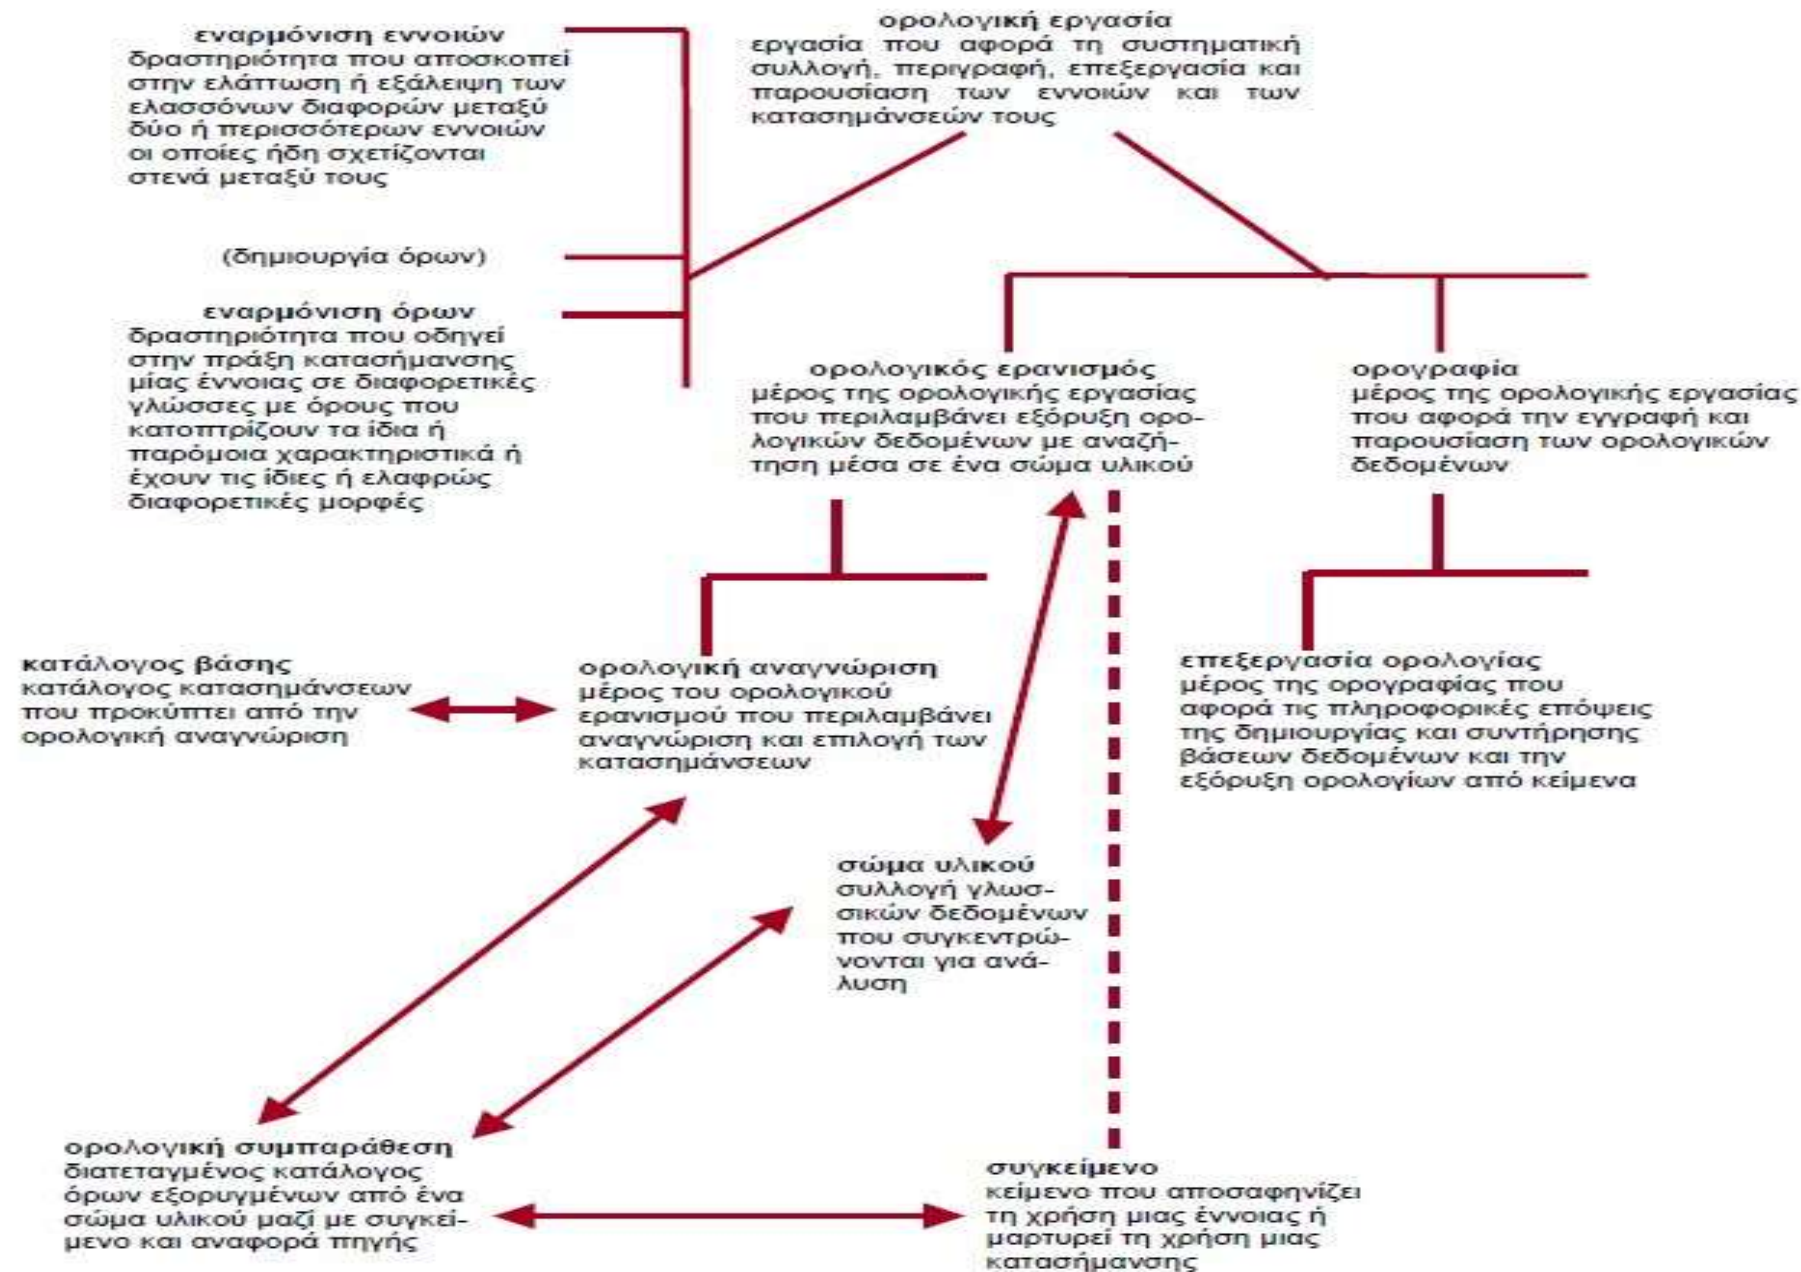 εναρμόνιση εννοιών
δραστηριότητα που αποσκοπεί
στην ελάττωση ή εξάλειψη των
ελασσόνων διαφορών μεταξύ
δύο ή περισσότερων εννοιών
οι οποίες ήδη σχετίζονται
στενά μεταξύ τους
ορολογική εργασία
εργασία που αφορά τη συστηματική
συλλογή, περιγραφή, επεξεργασία και
παρουσίαση των εννοιών και των
κατασημάνσεών τους
(δημιουργία όρων)
εναρμόνιση όρων
δραστηριότητα που οδηγεί
στην πράξη κατασήμανσης
μίας έννοιας σε διαφορετικές
γλώσσες με όρους που
κατοπτρίζουν τα ίδια ή
παρόμοια χαρακτηριστικά ή
έχουν τις ίδιες ή ελαφρώς
διαφορετικές μορφές
ορολογικός ερανισμός
μέρος της ορολογικής εργασίας
που περιλαμβάνει εξόρυξη ορο-
λογικών δεδομένων με αναζή-
τηση μέσα σε ένα σώμα υλικού
ορογραφία
μέρος της ορολογικής εργασίας
που αφορά την εγγραφή και
παρουσίαση των ορολογικών
δεδομένων
κατάλογος βάσης
κατάλογος κατασημάνσεων
που προκύπτει από την
ορολογική αναγνώριση
ορολογική αναγνώριση
μέρος του ορολογικού
ερανισμού που περιλαμβάνει
αναγνώριση και επιλογή των
κατασημάνσεων
επεξεργασία ορολογίας
μέρος της ορογραφίας που
αφορά τις πληροφορικές επόψεις
της δημιουργίας και συντήρησης
βάσεων δεδομένων και την
εξόρυξη ορολογίων από κείμενα
σώμα υλικού
συλλογή γλωσ-
σικών δεδομένων
που συγκεντρώ-
νονται για ανά-
λυση
ορολογική συμπαράθεση
διατεταγμένος κατάλογος
όρων εξορυγμένων από ένα
σώμα υλικού μαζί με συγκεί-
μενο και αναφορά πηγής
συγκείμενο
κείμενο που αποσαφηνίζει
τη χρήση μιας έννοιας ή
μαρτυρεί τη χρήση μιας
κατασήμανσης